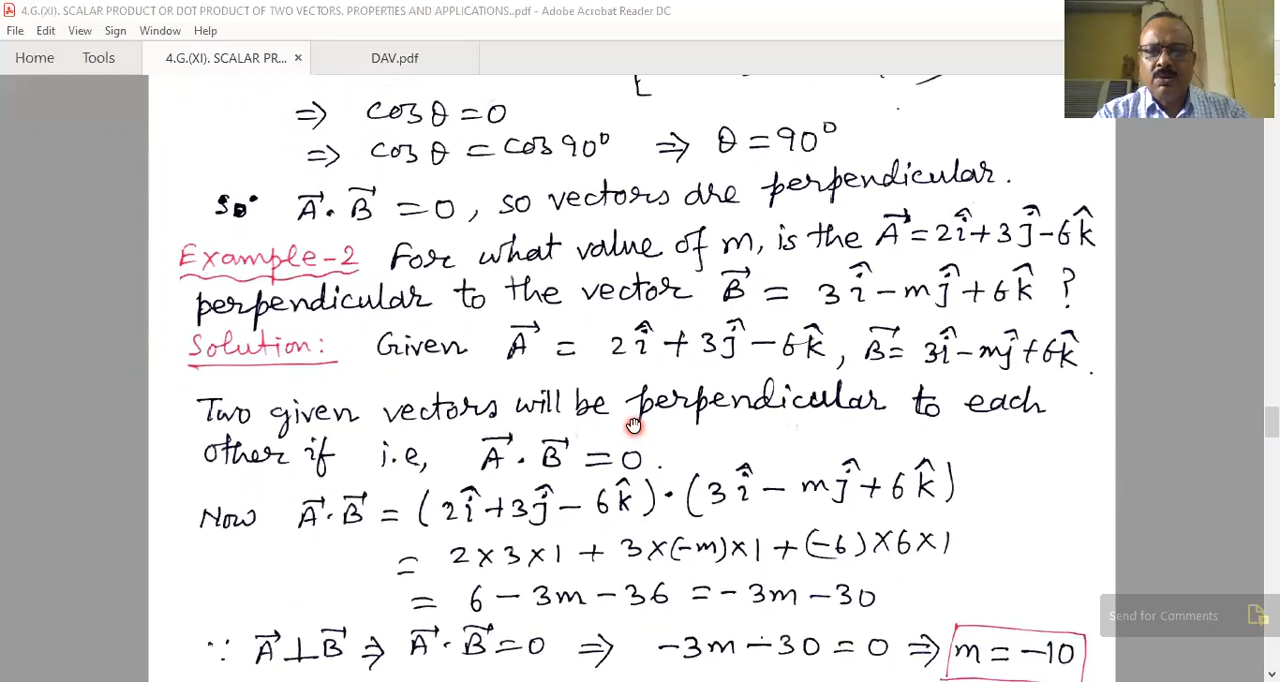 4.G.(XI). SCALAR PRODUCT OR DOT PRODUCT OF TWO VECTORS. PROPERTIES AND APPLICATIONS..pdf - Adobe Acrobat Reader DC
File Edit View Sign Window Help
Home Tools 4.G.(XI). SCALAR PR... × DAV.pdf
⇒ cosθ = 0
⇒ cosθ = cos 90° ⇒ θ = 90°
So A⃗ · B⃗ = 0, so vectors are perpendicular.
Example-2 For what value of m, is the A⃗ = 2î + 3ĵ - 6k̂
perpendicular to the vector B⃗ = 3î - mĵ + 6k̂ ?
Solution: Given A⃗ = 2î + 3ĵ - 6k̂, B⃗ = 3î - mĵ + 6k̂.
Two given vectors will be perpendicular to each
other if i.e, A⃗ · B⃗ = 0.
Now A⃗ · B⃗ = (2î + 3ĵ - 6k̂) · (3î - mĵ + 6k̂)
= 2×3×1 + 3×(-m)×1 + (-6)×6×1
= 6 - 3m - 36 = -3m - 30
∵ A⃗ ⊥ B⃗ ⇒ A⃗ · B⃗ = 0 ⇒ -3m - 30 = 0 ⇒ m = -10
Send for Comments